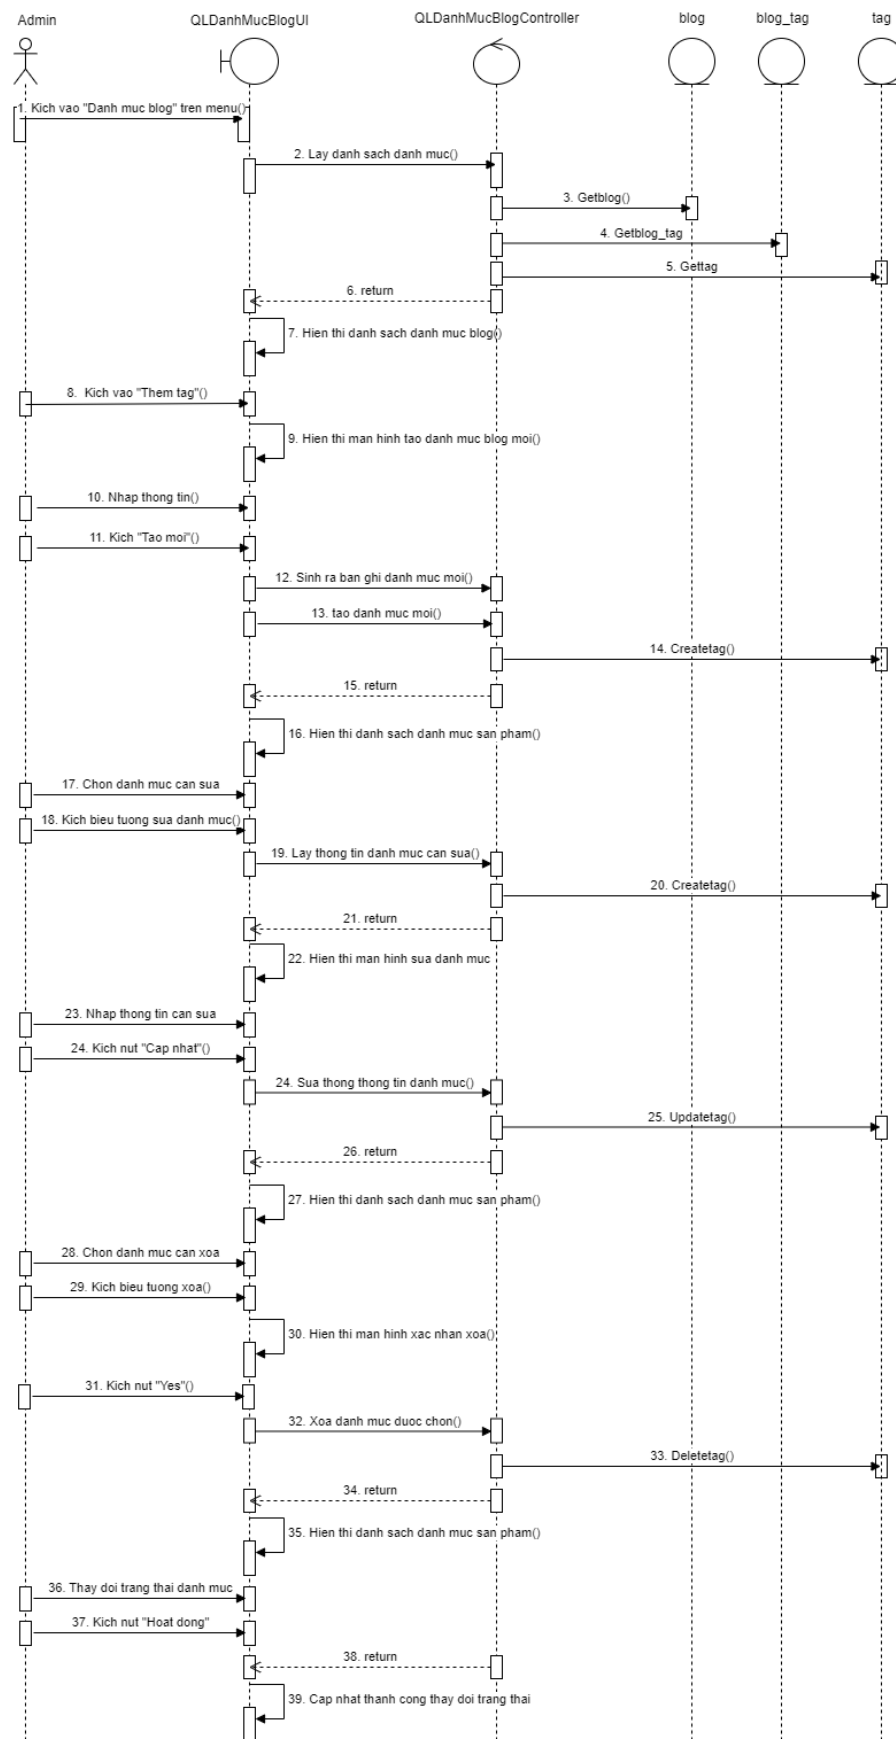 Admin
QLDanhMucBlogUI
QLDanhMucBlogController
blog
blog_tag
tag
1. Kich vao "Danh muc blog" tren menu()
2. Lay danh sach danh muc()
3. Getblog()
4. Getblog_tag
5. Gettag
6. return
7. Hien thi danh sach danh muc blog()
8. Kich vao "Them tag"()
9. Hien thi man hinh tao danh muc blog moi()
10. Nhap thong tin()
11. Kich "Tao moi"()
12. Sinh ra ban ghi danh muc moi()
13. tao danh muc moi()
14. Createtag()
15. return
16. Hien thi danh sach danh muc san pham()
17. Chon danh muc can sua
18. Kich bieu tuong sua danh muc()
19. Lay thong tin danh muc can sua()
20. Createtag()
21. return
22. Hien thi man hinh sua danh muc
23. Nhap thong tin can sua
24. Kich nut "Cap nhat"()
24. Sua thong thong tin danh muc()
25. Updatetag()
26. return
27. Hien thi danh sach danh muc san pham()
28. Chon danh muc can xoa
29. Kich bieu tuong xoa()
30. Hien thi man hinh xac nhan xoa()
31. Kich nut "Yes"()
32. Xoa danh muc duoc chon()
33. Deletetag()
34. return
35. Hien thi danh sach danh muc san pham()
36. Thay doi trang thai danh muc
37. Kich nut "Hoat dong"
38. return
39. Cap nhat thanh cong thay doi trang thai